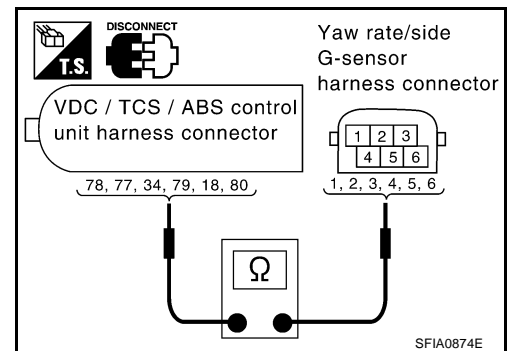 DISCONNECT
T.S.
Yaw rate/side
G-sensor
harness connector
VDC / TCS / ABS control
unit harness connector
1 2 3
4 5 6
78, 77, 34, 79, 18, 80
1, 2, 3, 4, 5, 6
Ω
SFIA0874E